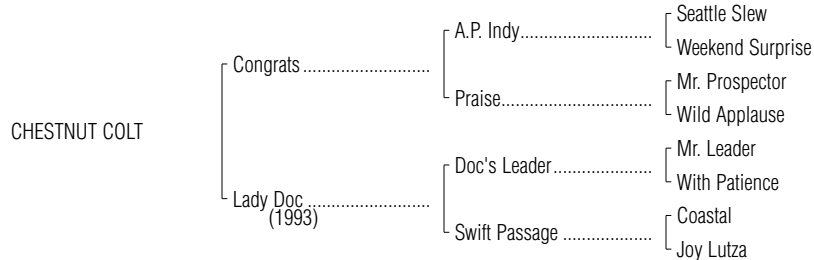 Seattle Slew
A.P. Indy
Weekend Surprise
Congrats
Mr. Prospector
Praise
Wild Applause
CHESTNUT COLT
Mr. Leader
Doc's Leader
With Patience
Lady Doc
(1993)
Coastal
Swift Passage
Joy Lutza